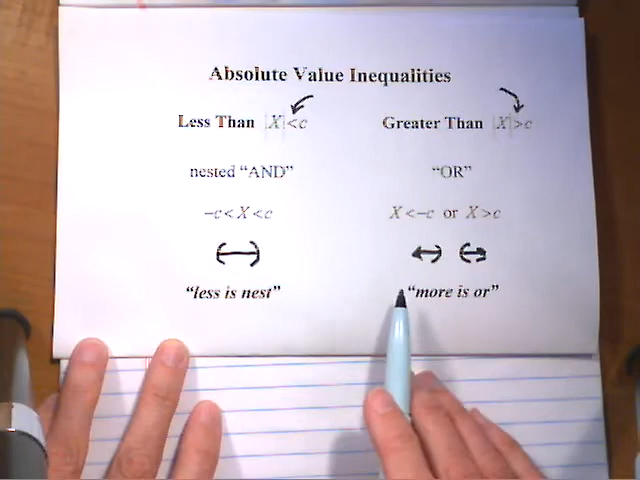 Absolute Value Inequalities
Less Than |X|<c
Greater Than |X|>c
nested “AND”
“OR”
−c<X<c
X<−c or X>c
“less is nest”
“more is or”